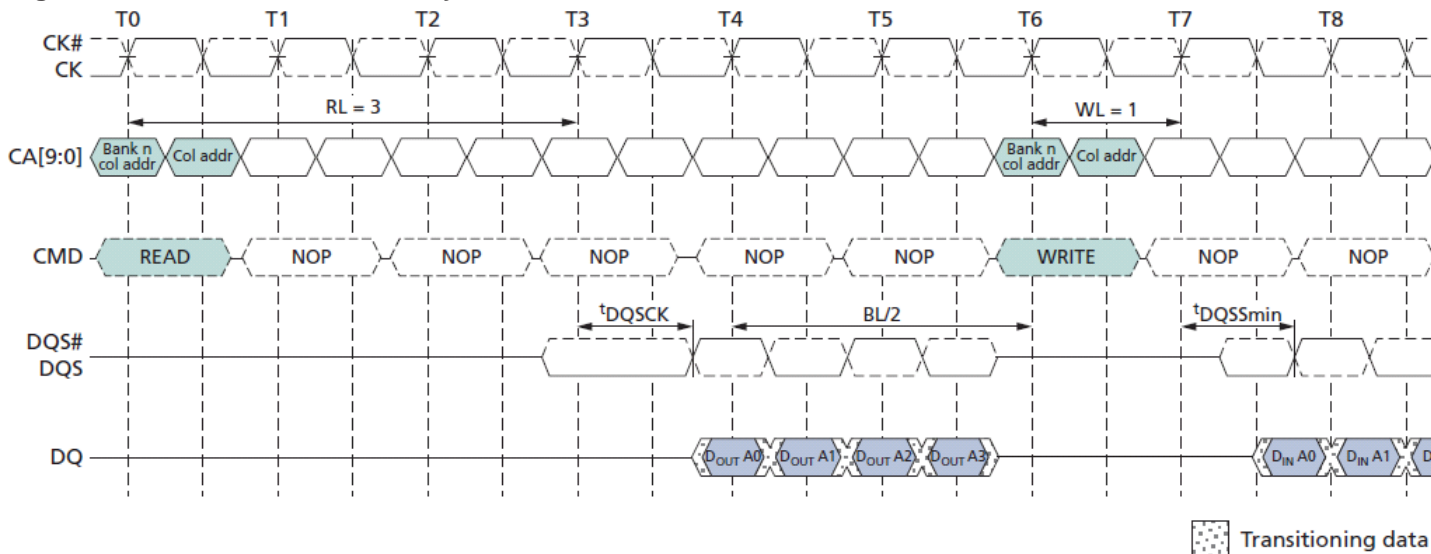 T0 T1 T2 T3 T4 T5 T6 T7 T8
CK#
CK
RL = 3 WL = 1
CA[9:0] Bank n col addr Col addr Bank n col addr Col addr
CMD READ NOP NOP NOP NOP NOP WRITE NOP NOP
tDQSCK BL/2 tDQSSmin
DQS#
DQS
DQ DOUT A0 DOUT A1 DOUT A2 DOUT A3 DIN A0 DIN A1 D
Transitioning data